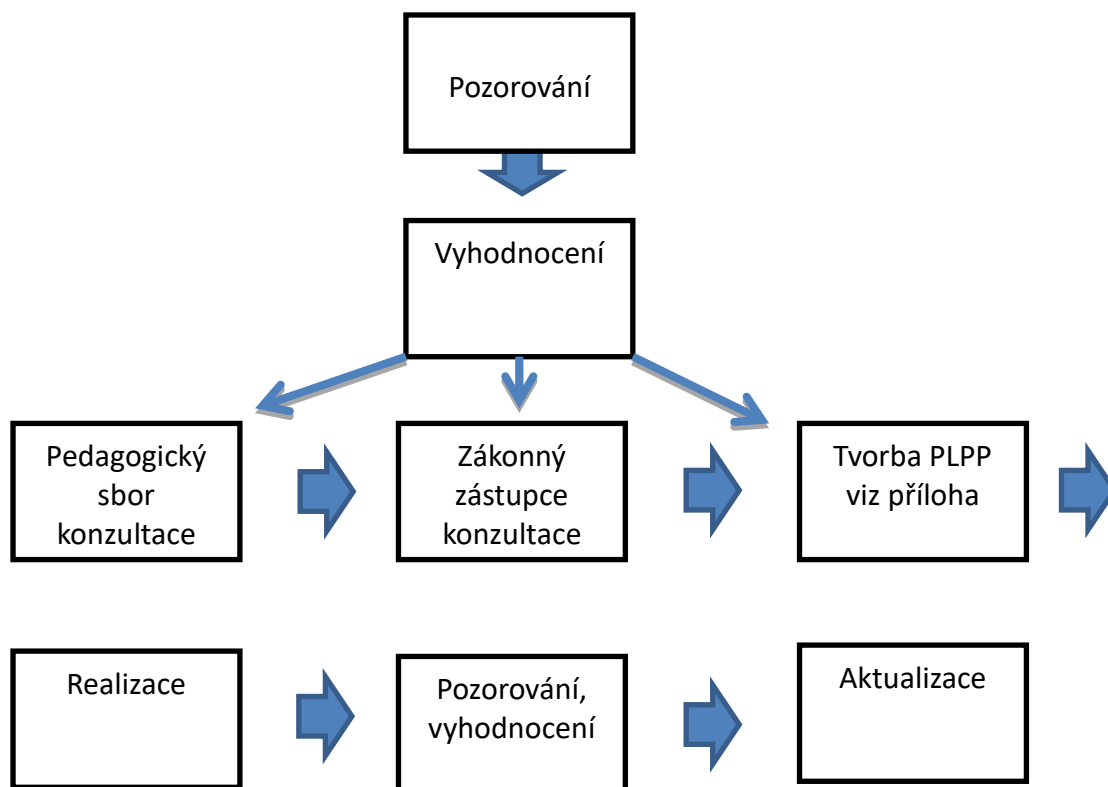 Pozorování
Vyhodnocení
Pedagogický
sbor
konzultace
Zákonný
zástupce
konzultace
Tvorba PLPP
viz příloha
Realizace
Pozorování,
vyhodnocení
Aktualizace